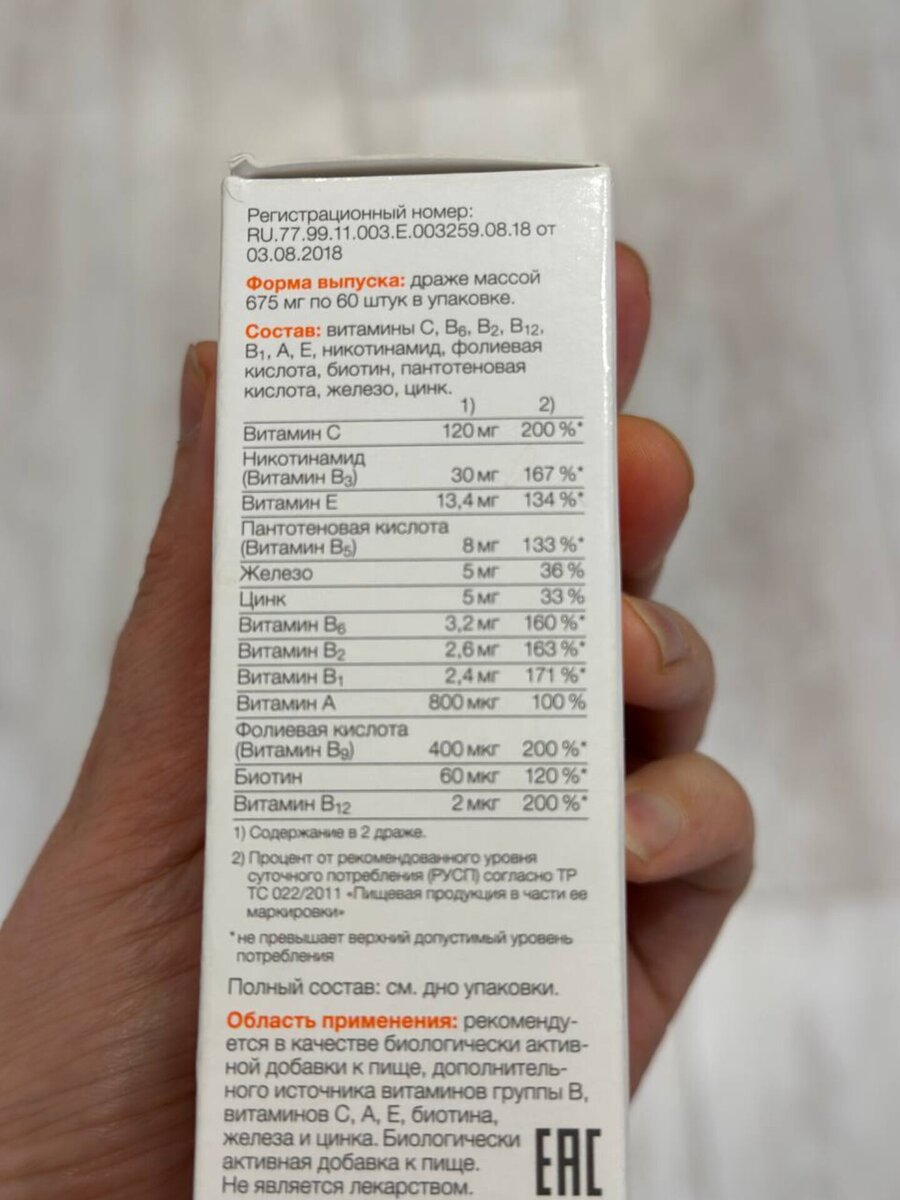 Регистрационный номер:
RU.77.99.11.003.Е.003259.08.18 от
03.08.2018
Форма выпуска: драже массой
675 мг по 60 штук в упаковке.
Состав: витамины С, В6, В2, В12,
В1, А, Е, никотинамид, фолиевая
кислота, биотин, пантотеновая
кислота, железо, цинк.
1) 2)
Витамин С 120 мг 200 %*
Никотинамид
(Витамин В3) 30 мг 167 %*
Витамин Е 13,4 мг 134 %*
Пантотеновая кислота
(Витамин В5) 8 мг 133 %*
Железо 5 мг 36 %
Цинк 5 мг 33 %
Витамин В6 3,2 мг 160 %*
Витамин В2 2,6 мг 163 %*
Витамин В1 2,4 мг 171 %*
Витамин А 800 мкг 100 %
Фолиевая кислота
(Витамин В9) 400 мкг 200 %*
Биотин 60 мкг 120 %*
Витамин В12 2 мкг 200 %*
1) Содержание в 2 драже.
2) Процент от рекомендованного уровня
суточного потребления (РУСП) согласно ТР
ТС 022/2011 «Пищевая продукция в части ее
маркировки»
*не превышает верхний допустимый уровень
потребления
Полный состав: см. дно упаковки.
Область применения: рекоменду-
ется в качестве биологически актив-
ной добавки к пище, дополнитель-
ного источника витаминов группы В,
витаминов С, А, Е, биотина,
железа и цинка. Биологически
активная добавка к пище.
Не является лекарством.
ЕАС